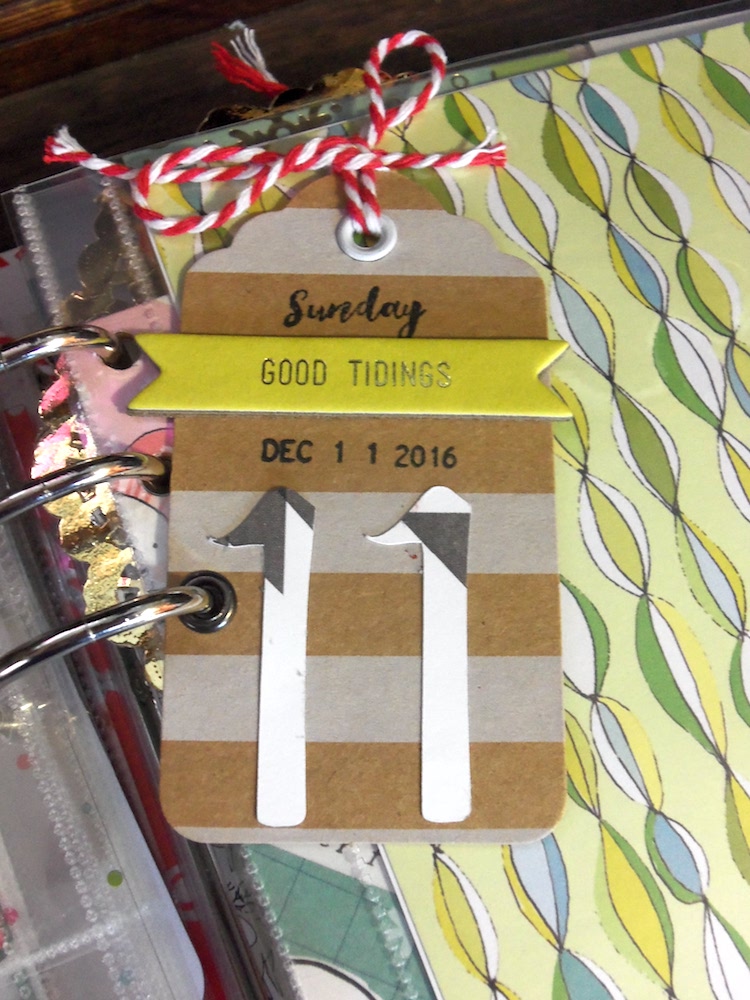 Sunday
GOOD TIDINGS
DEC 1 1 2016
11